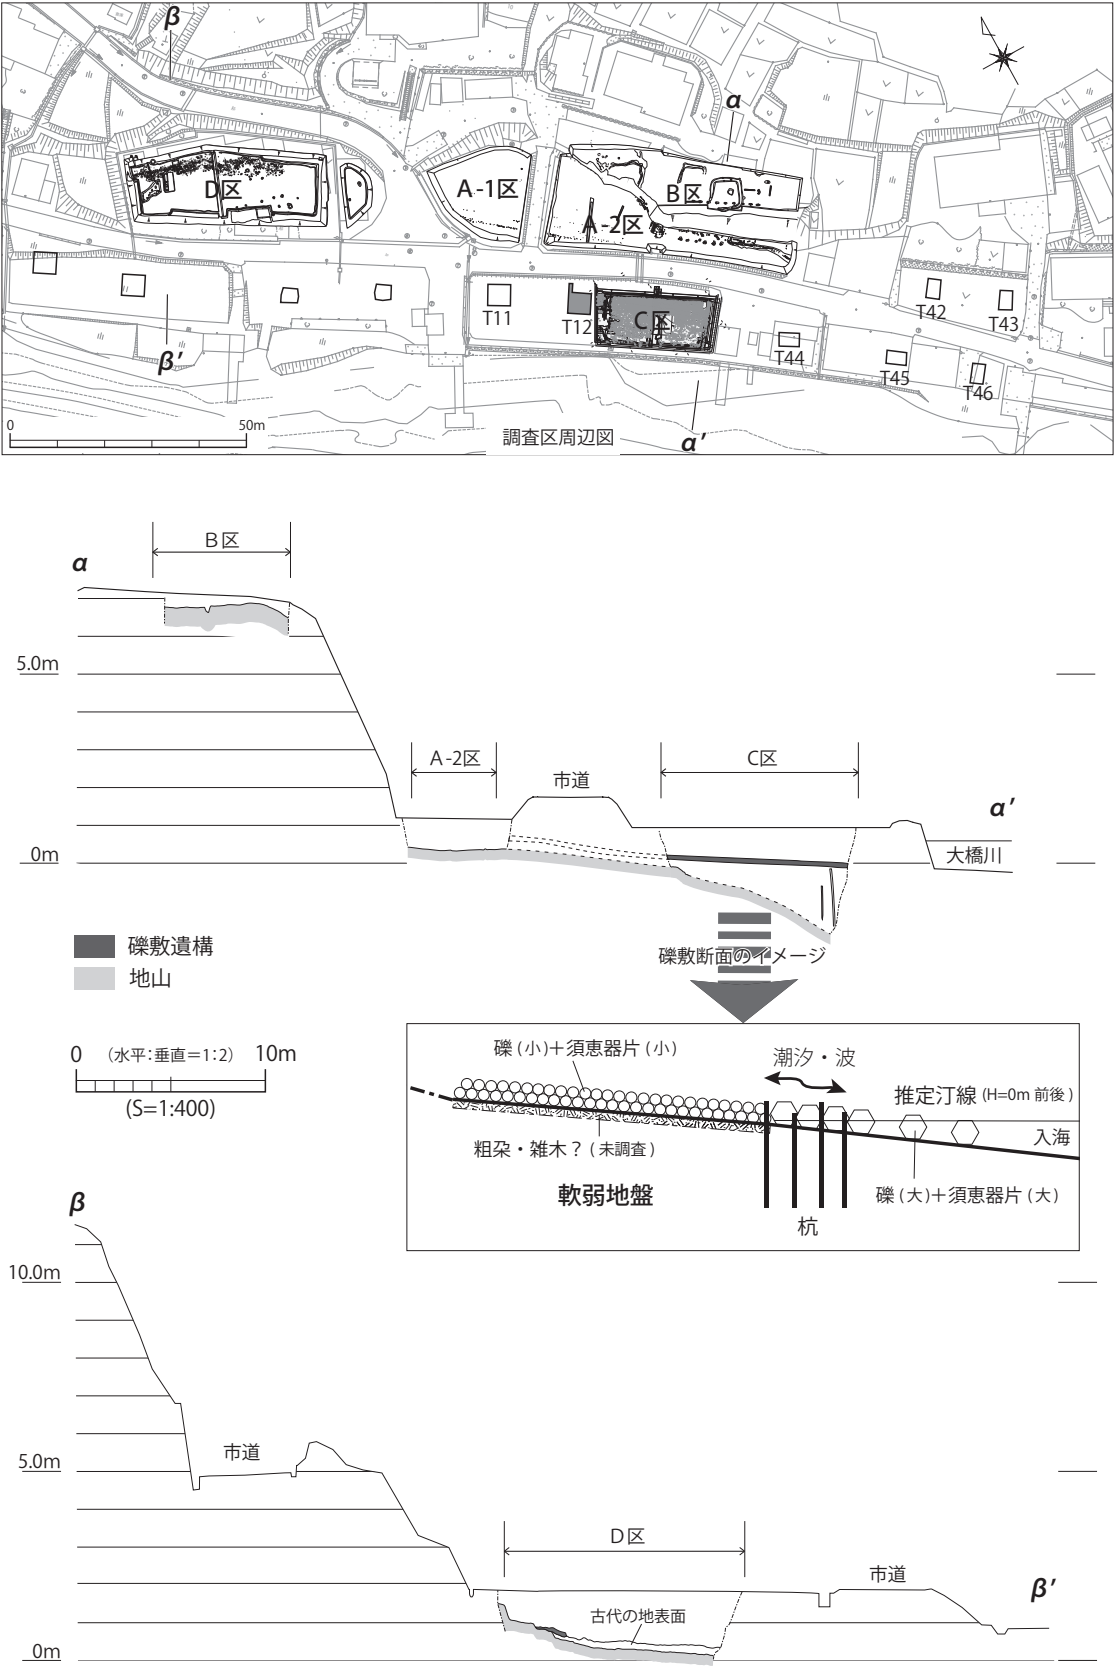 β
α
D区
A-1区
B区
A-2区
T11
T12
C区
T42
T43
T44
T45
T46
β′
α′
0
50m
調査区周辺図
α
B区
5.0m
A-2区
市道
C区
α′
0m
大橋川
礫敷遺構
地山
礫敷断面のイメージ
0 (水平:垂直=1:2) 10m
(S=1:400)
礫(小)+須恵器片(小)
潮汐・波
推定汀線(H=0m 前後)
入海
粗朶・雑木?(未調査)
軟弱地盤
礫(大)+須恵器片(大)
杭
β
10.0m
市道
5.0m
D区
市道
β′
古代の地表面
0m